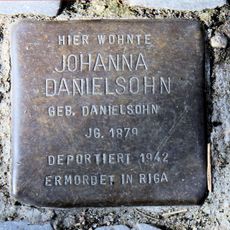 HIER WOHNTE
JOHANNA
DANIELSOHN
GEB. DANIELSOHN
JG. 1879
DEPORTIERT 1942
ERMORDET IN RIGA